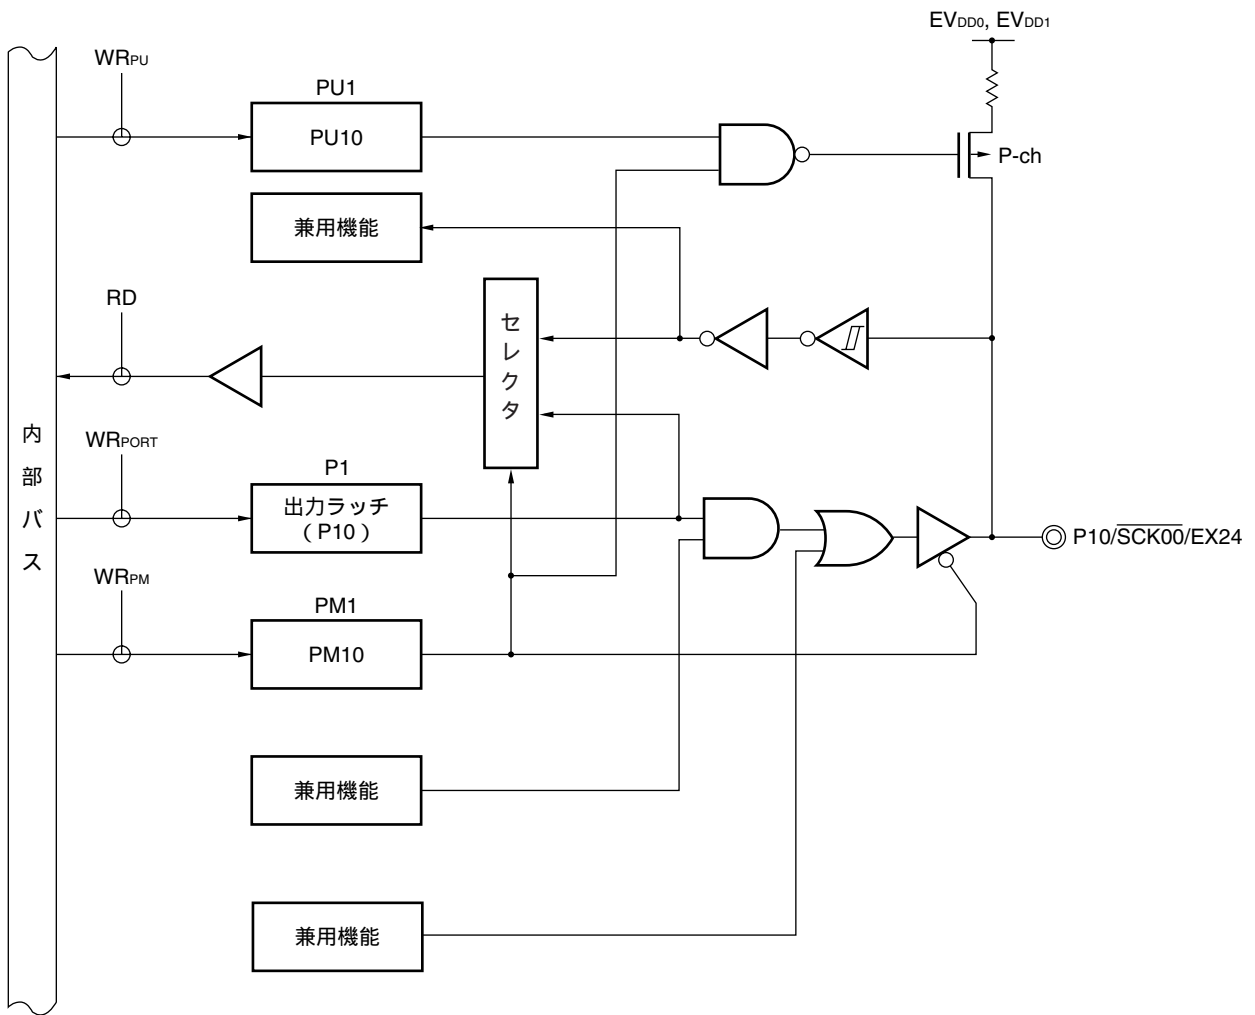 EVDD0, EVDD1
WRPU
PU1
PU10
P-ch
兼用機能
RD
セレクタ
内部バス
WRPORT
P1
出力ラッチ
（P10）
P10/SCK00/EX24
WRPM
PM1
PM10
兼用機能
兼用機能